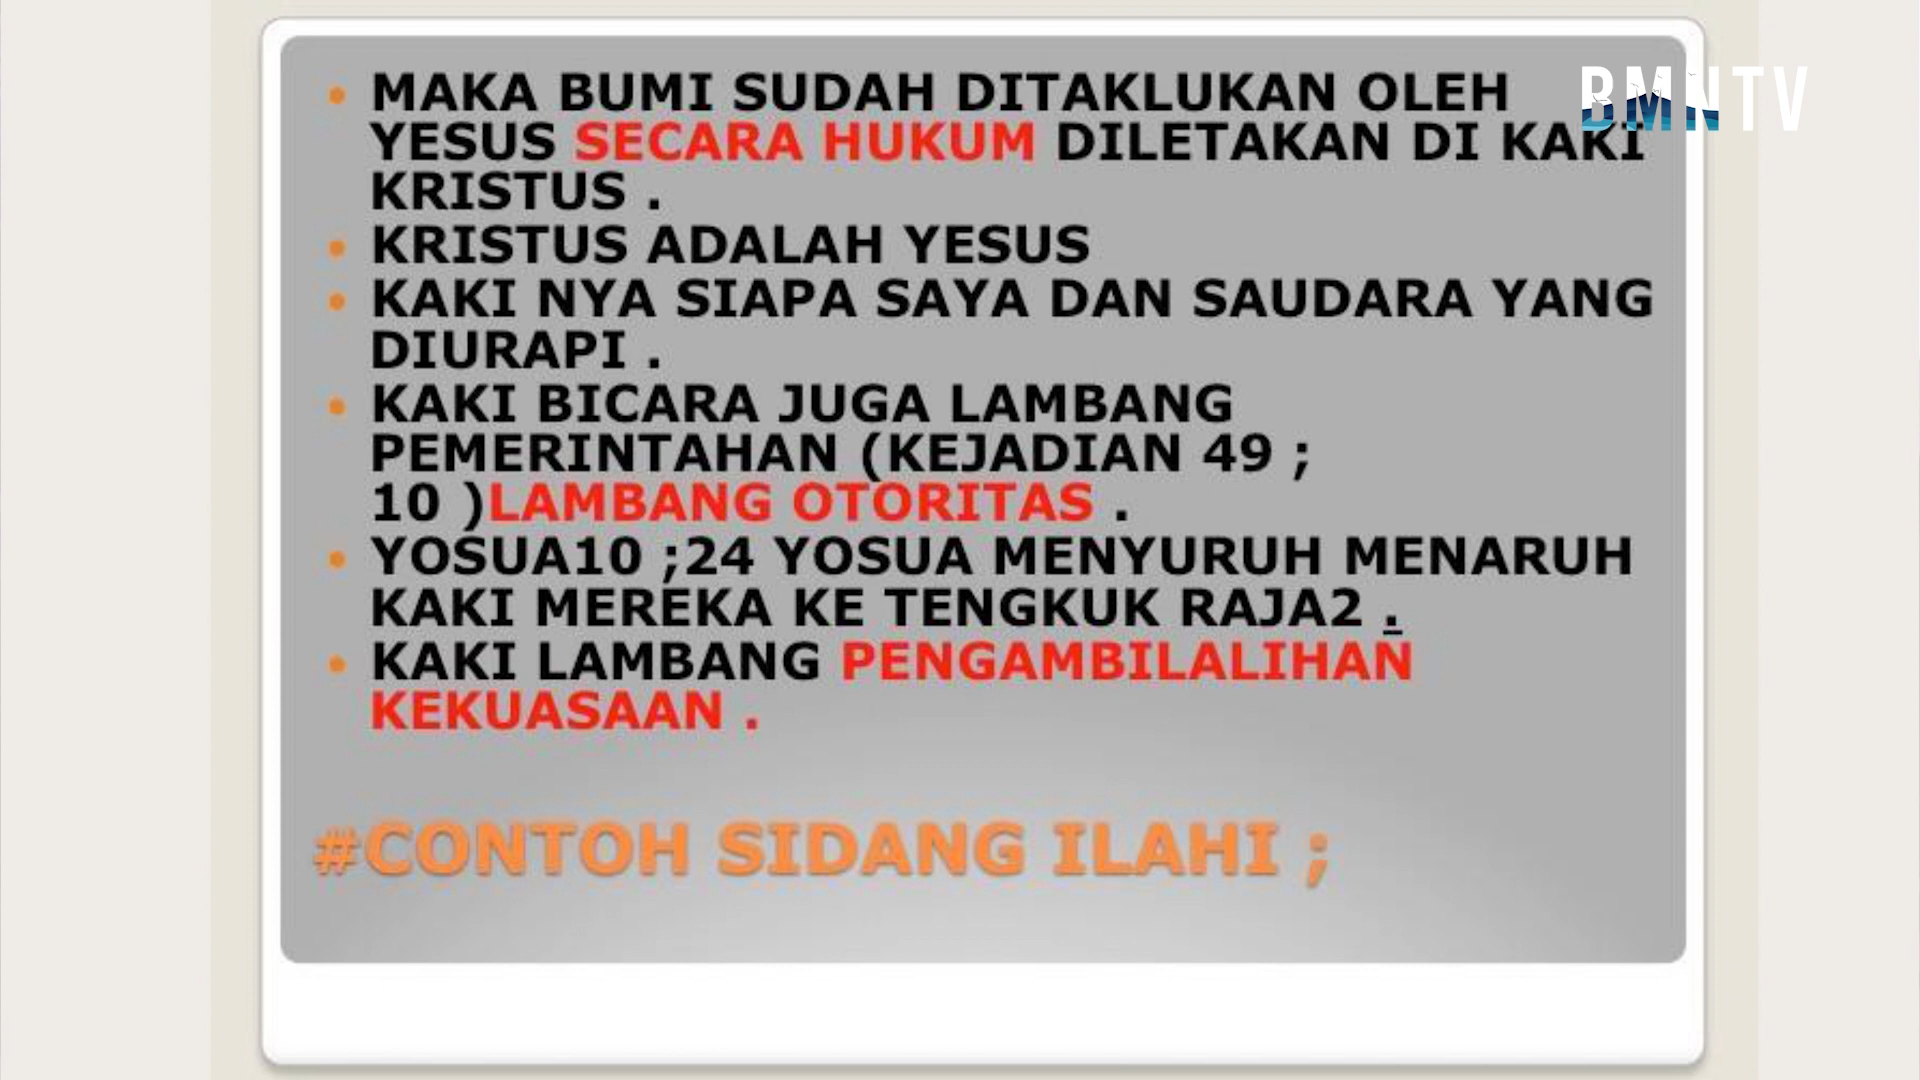 BMNTV
• MAKA BUMI SUDAH DITAKLUKAN OLEH
YESUS SECARA HUKUM DILETAKAN DI KAKI
KRISTUS .
• KRISTUS ADALAH YESUS
• KAKI NYA SIAPA SAYA DAN SAUDARA YANG
DIURAPI .
• KAKI BICARA JUGA LAMBANG
PEMERINTAHAN (KEJADIAN 49 ;
10 )LAMBANG OTORITAS .
• YOSUA10 ;24 YOSUA MENYURUH MENARUH
KAKI MEREKA KE TENGKUK RAJA2 .
• KAKI LAMBANG PENGAMBILALIHAN
KEKUASAAN .
#CONTOH SIDANG ILAHI ;